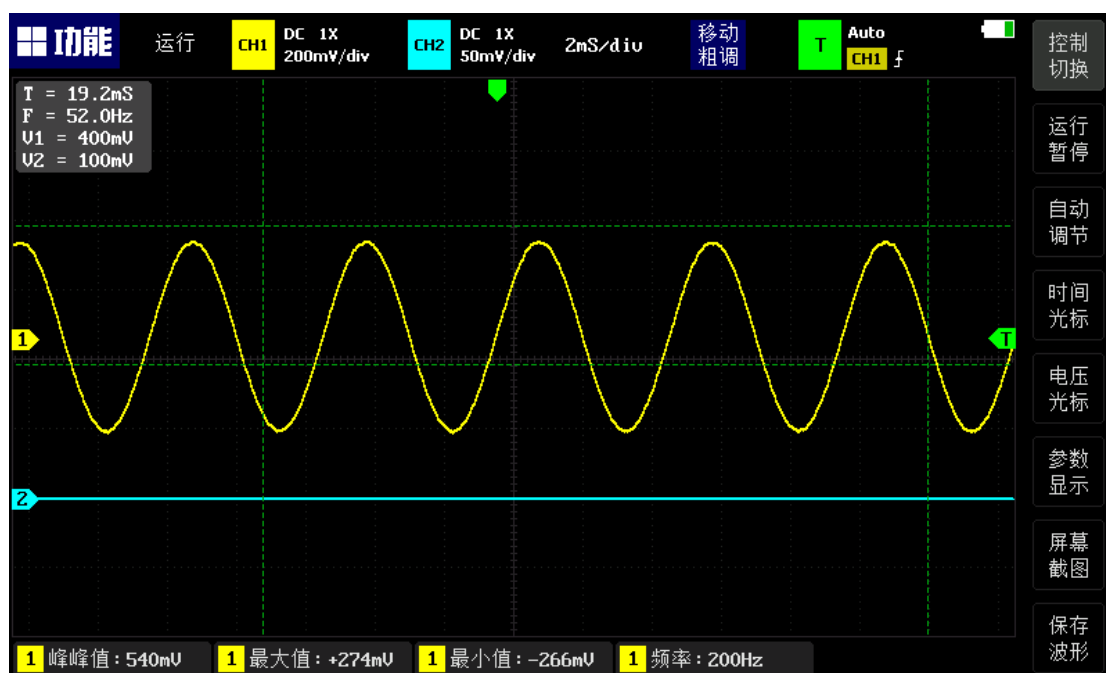 功能
运行
CH1
DC 1X
200mV/div
CH2
DC 1X
50mV/div
2mS/div
移动
粗调
T
Auto
CH1
控制
切换
T = 19.2mS
F = 52.0Hz
V1 = 400mV
V2 = 100mV
运行
暂停
自动
调节
时间
光标
1
T
电压
光标
参数
显示
2
屏幕
截图
保存
波形
1 峰峰值:540mV
1 最大值:+274mV
1 最小值:-266mV
1 频率:200Hz